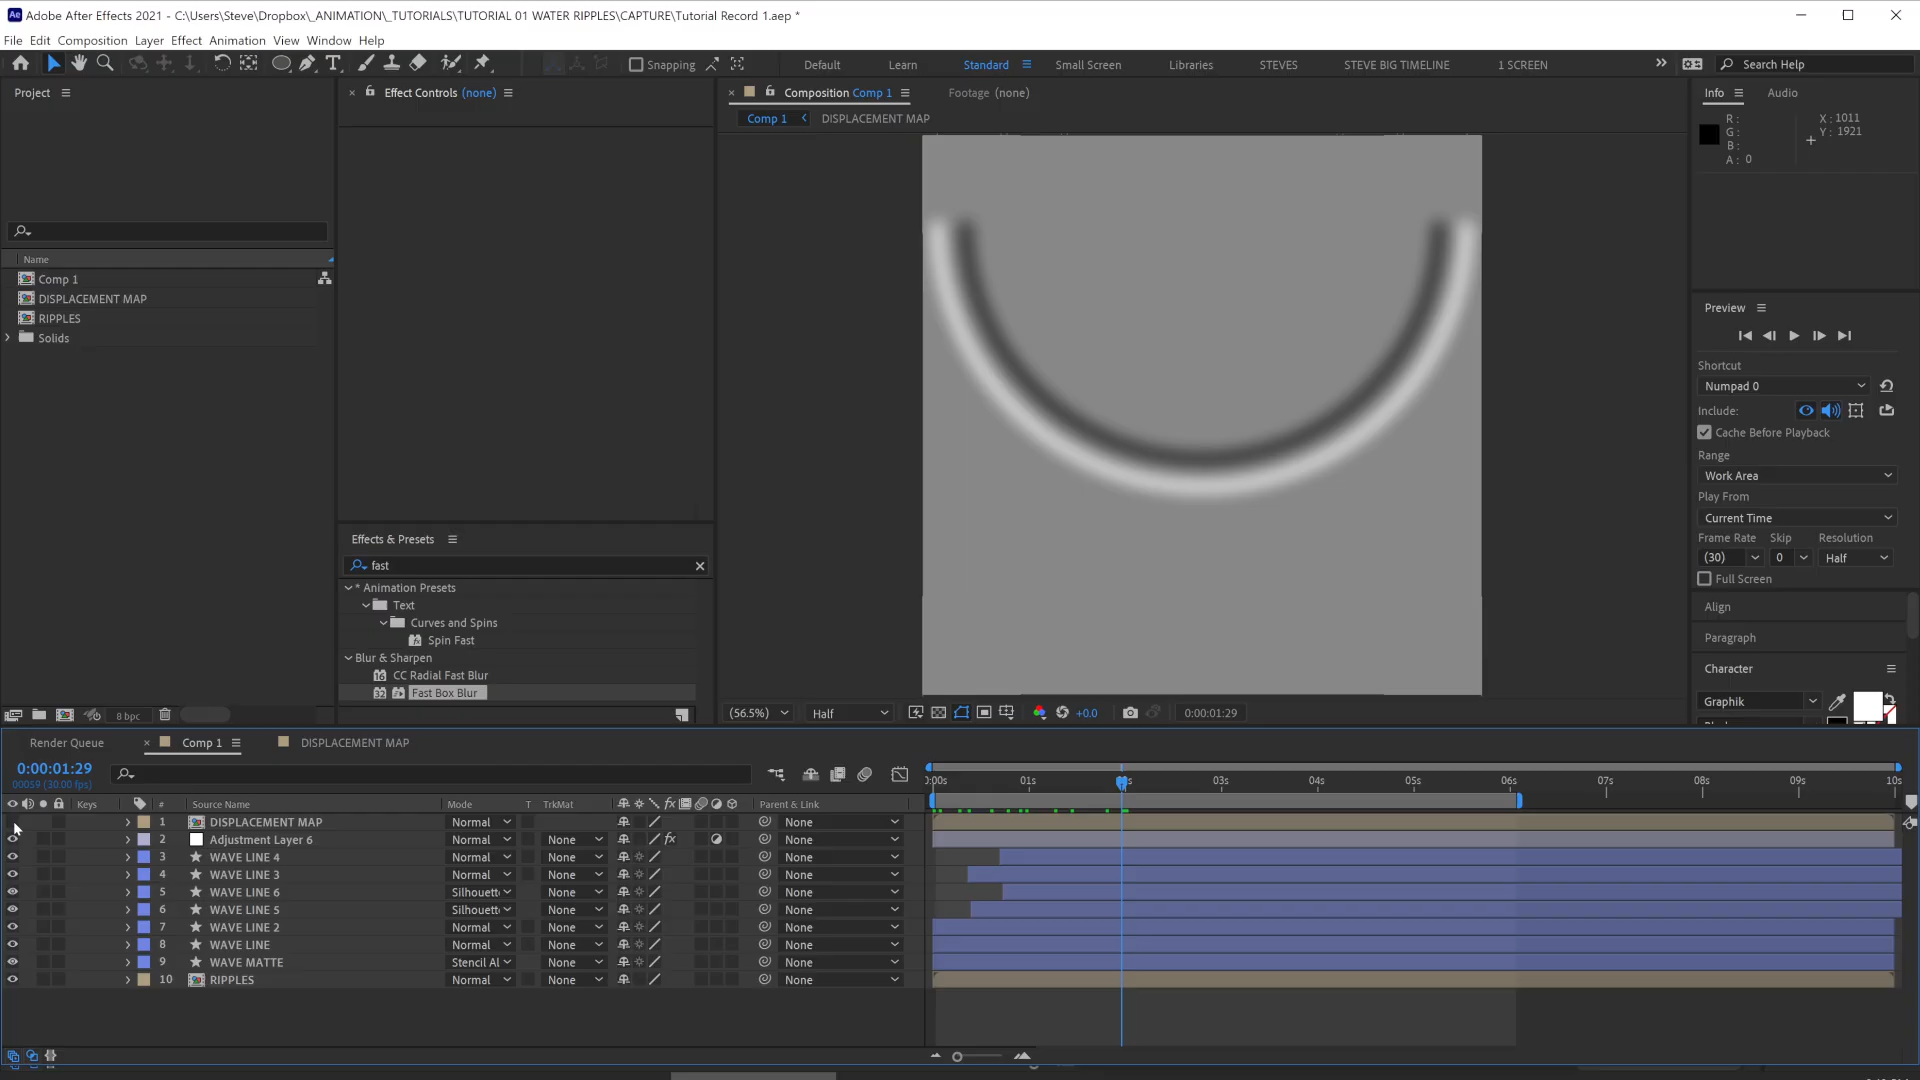 Adobe After Effects 2021 - C:\Users\Steve\Dropbox\_ANIMATION\_TUTORIALS\TUTORIAL 01 WATER RIPPLES\CAPTURE\Tutorial Record 1.aep *
File Edit Composition Layer Effect Animation View Window Help
Snapping Default Learn Standard Small Screen Libraries STEVES STEVE BIG TIMELINE 1 SCREEN Search Help
Project
Effect Controls (none)
Composition Comp 1
Footage (none)
Comp 1 DISPLACEMENT MAP
Info Audio
R :
G :
B :
A : 0
X : 1011
Y : 1921
Name
Comp 1
DISPLACEMENT MAP
RIPPLES
Solids
8 bpc
Effects & Presets
fast
* Animation Presets
Text
Curves and Spins
Spin Fast
Blur & Sharpen
CC Radial Fast Blur
Fast Box Blur
(56.5%) Half +0.0 0:00:01:29
Preview
Shortcut
Numpad 0
Include:
Cache Before Playback
Range
Work Area
Play From
Current Time
Frame Rate Skip Resolution
(30) 0 Half
Full Screen
Align
Paragraph
Character
Graphik
Render Queue Comp 1 DISPLACEMENT MAP
0:00:01:29
00059 (30.00 fps)
0:00s 01s 03s 04s 05s 06s 07s 08s 09s 10s
Keys # Source Name Mode T TrkMat Parent & Link
1 DISPLACEMENT MAP Normal None
2 Adjustment Layer 6 Normal None fx None
3 WAVE LINE 4 Normal None None
4 WAVE LINE 3 Normal None None
5 WAVE LINE 6 Silhouett None None
6 WAVE LINE 5 Silhouett None None
7 WAVE LINE 2 Normal None None
8 WAVE LINE Normal None None
9 WAVE MATTE Stencil Al None None
10 RIPPLES Normal None None